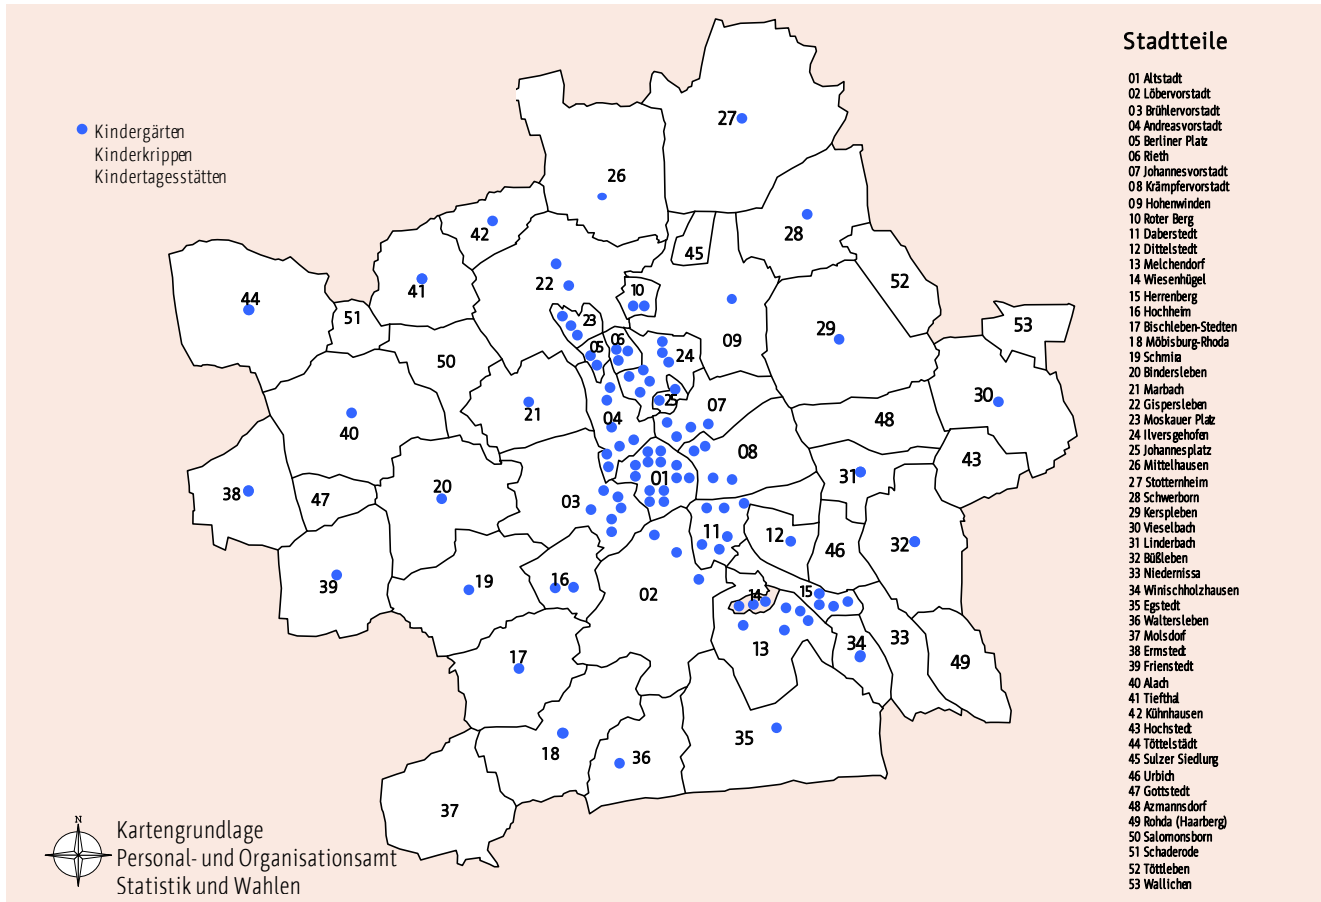 Stadtteile
01 Altstadt
02 Löbervorstadt
03 Brühlervorstadt
04 Andreasvorstadt
05 Berliner Platz
06 Rieth
07 Johannesvorstadt
08 Krämpfervorstadt
09 Hohenwinden
10 Roter Berg
11 Daberstedt
12 Dittelstedt
13 Melchendorf
14 Wiesenhügel
15 Herrenberg
16 Hochheim
17 Bischleben-Stedten
18 Möbisburg-Rhoda
19 Schmira
20 Bindersleben
21 Marbach
22 Gispersleben
23 Moskauer Platz
24 Ilversgehofen
25 Johannesplatz
26 Mittelhausen
27 Stotternheim
28 Schwerborn
29 Kerspleben
30 Vieselbach
31 Linderbach
32 Büßleben
33 Niedernissa
34 Winischholzhausen
35 Egstedt
36 Waltersleben
37 Molsdorf
38 Ermstedt
39 Frienstedt
40 Alach
41 Tiefthal
42 Kühnhausen
43 Hochstedt
44 Töttelstädt
45 Sulzer Siedlung
46 Urbich
47 Gottstedt
48 Azmannsdorf
49 Rohda (Haarberg)
50 Salomonsborn
51 Schaderode
52 Töttleben
53 Wallichen
Kindergärten
Kinderkrippen
Kindertagesstätten
27
26
42
28
45
52
41
22
10
44
51
23
53
29
05
06
09
24
50
30
21
25
07
04
48
40
08
43
01
31
38
47
20
03
11
12
46
32
39
19
16
02
14
15
13
34
33
49
17
35
18
36
37
N
Kartengrundlage
Personal- und Organisationsamt
Statistik und Wahlen